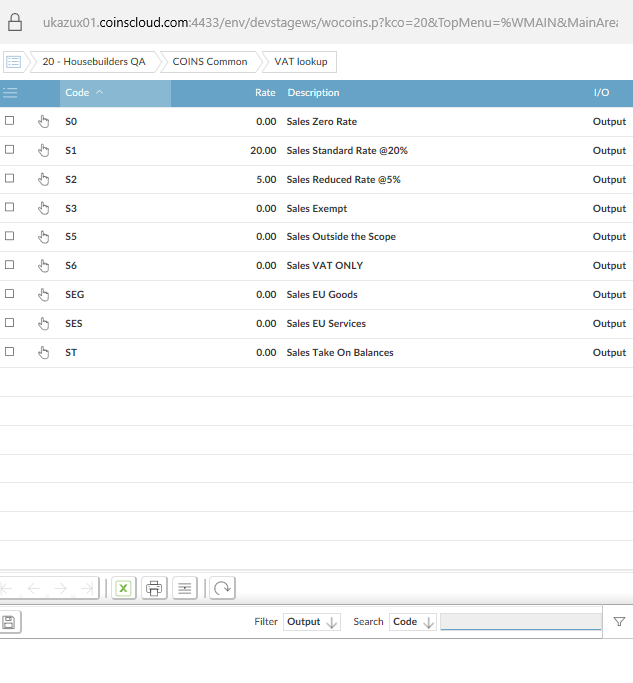 ukazux01.coinscloud.com:4433/env/devstagews/wocoins.p?kco=20&TopMenu=%WMAIN&MainArea
20 - Housebuilders QA COINS Common VAT lookup
Code Rate Description I/O
S0 0.00 Sales Zero Rate Output
S1 20.00 Sales Standard Rate @20% Output
S2 5.00 Sales Reduced Rate @5% Output
S3 0.00 Sales Exempt Output
S5 0.00 Sales Outside the Scope Output
S6 0.00 Sales VAT ONLY Output
SEG 0.00 Sales EU Goods Output
SES 0.00 Sales EU Services Output
ST 0.00 Sales Take On Balances Output
Filter Output Search Code